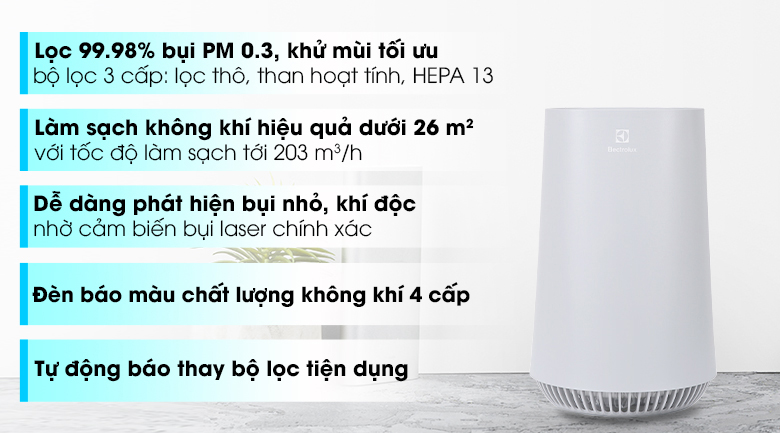 Lọc 99.98% bụi PM 0.3, khử mùi tối ưu
bộ lọc 3 cấp: lọc thô, than hoạt tính, HEPA 13
Làm sạch không khí hiệu quả dưới 26 m²
với tốc độ làm sạch tới 203 m³/h
Dễ dàng phát hiện bụi nhỏ, khí độc
nhờ cảm biến bụi laser chính xác
Đèn báo màu chất lượng không khí 4 cấp
Tự động báo thay bộ lọc tiện dụng
Electrolux